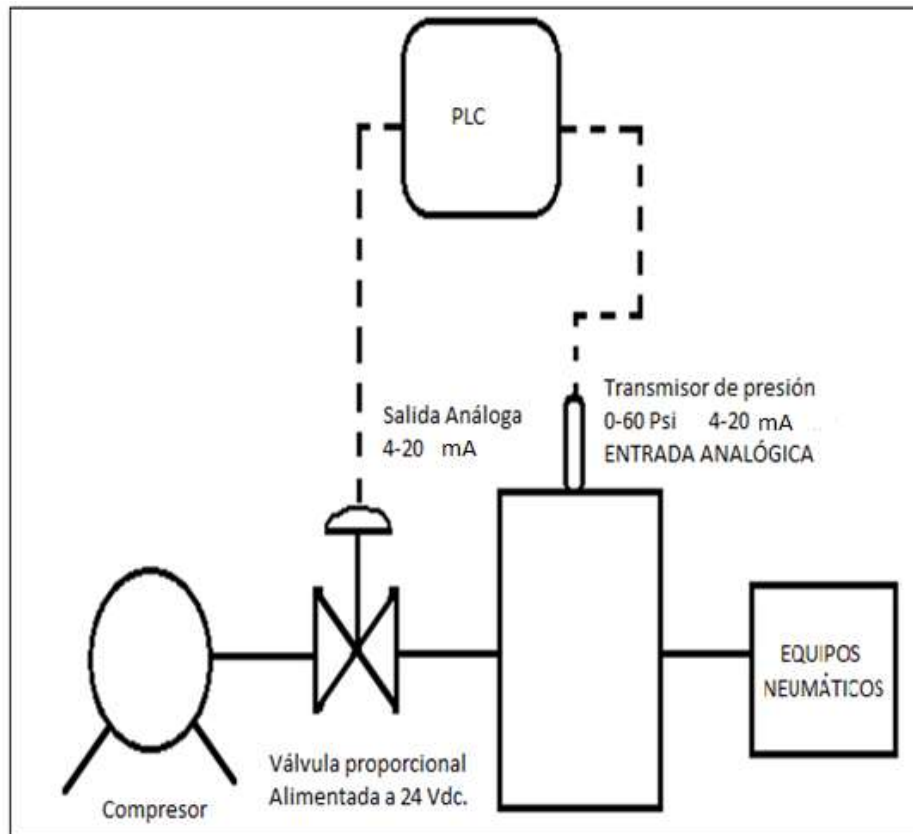 PLC
Salida Análoga
4-20 mA
Transmisor de presión
0-60 Psi 4-20 mA
ENTRADA ANALÓGICA
EQUIPOS
NEUMÁTICOS
Válvula proporcional
Alimentada a 24 Vdc.
Compresor